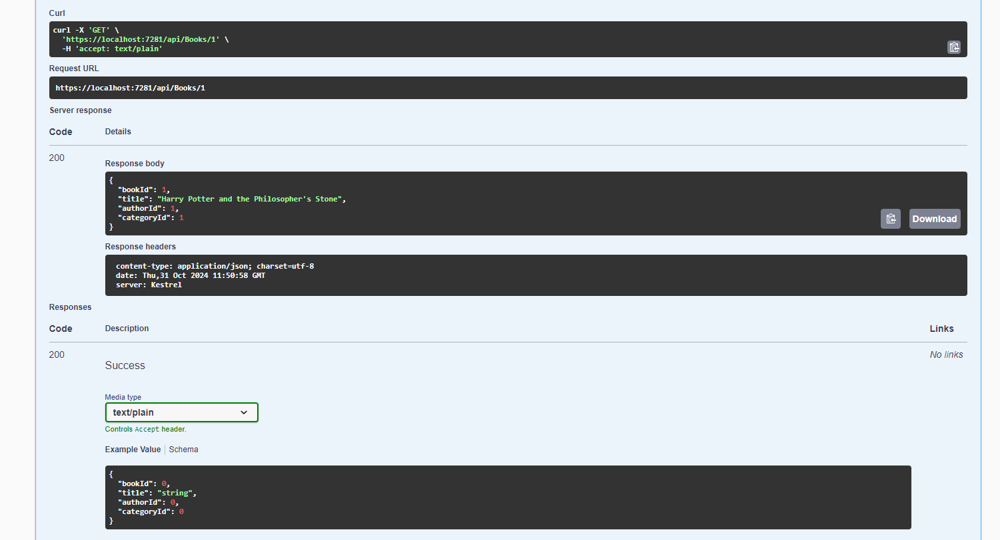 Curl
curl -X 'GET' \
  'https://localhost:7281/api/Books/1' \
  -H 'accept: text/plain'
Request URL
https://localhost:7281/api/Books/1
Server response
Code Details
200
Response body
{
  "bookId": 1,
  "title": "Harry Potter and the Philosopher's Stone",
  "authorId": 1,
  "categoryId": 1
}
Download
Response headers
content-type: application/json; charset=utf-8
date: Thu,31 Oct 2024 11:50:58 GMT
server: Kestrel
Responses
Code Description Links
200 No links
Success
Media type
text/plain
Controls Accept header.
Example Value Schema
{
  "bookId": 0,
  "title": "string",
  "authorId": 0,
  "categoryId": 0
}